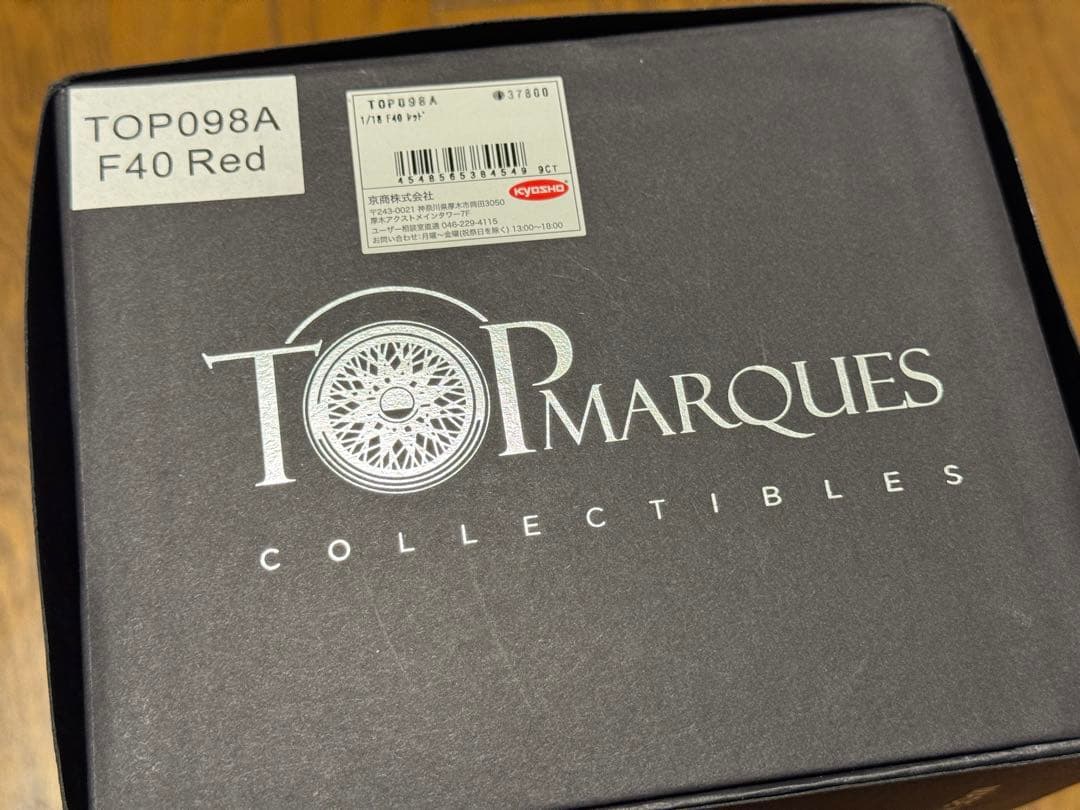 TOP098A
F40 Red
TOP098A 37800
1/18 F40 ﾚｯﾄﾞ
4548565384549 9CT
京商株式会社
KYOSHO
〒243-0021 神奈川県厚木市岡田3050
厚木アクストメインタワー7F
ユーザー相談室直通 046-229-4115
お問い合わせ:月曜〜金曜(祝祭日を除く) 13:00〜18:00
TOPMARQUES
COLLECTIBLES